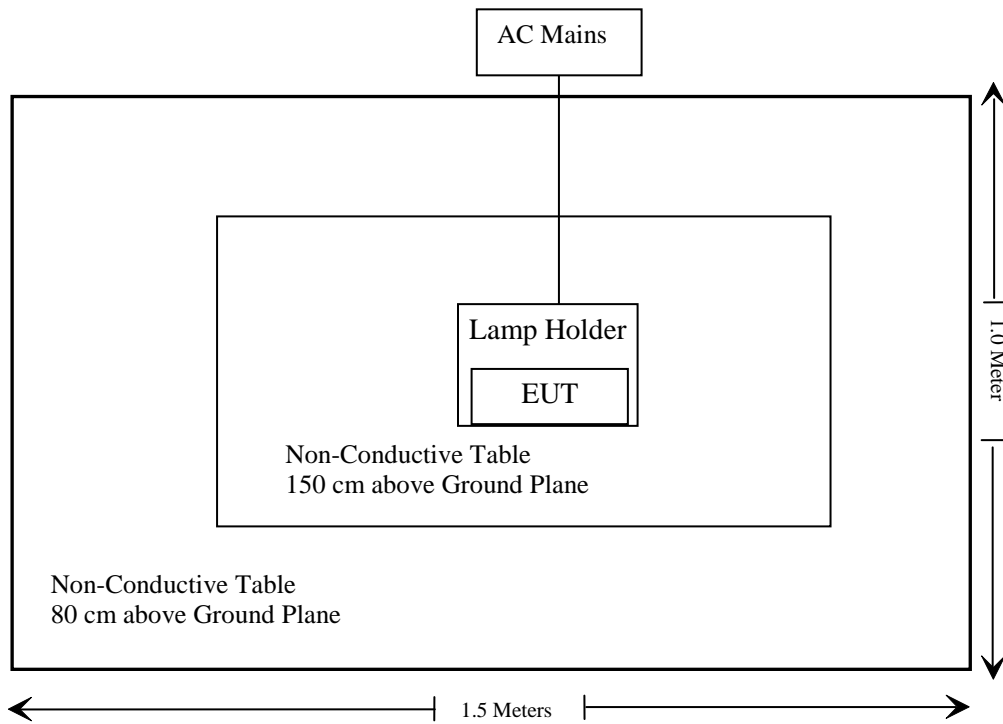 AC Mains
Lamp Holder
EUT
Non-Conductive Table
150 cm above Ground Plane
Non-Conductive Table
80 cm above Ground Plane
1.0 Meter
1.5 Meters